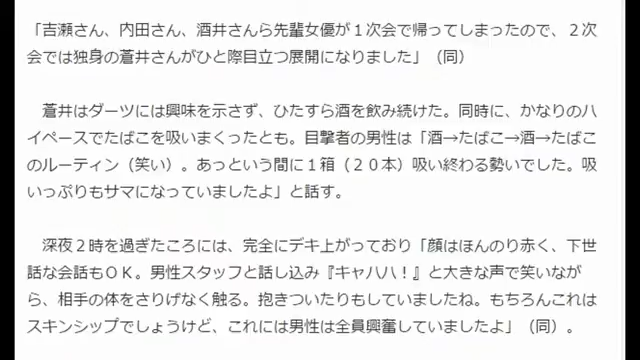 「吉瀬さん、内田さん、酒井さんら先輩女優が１次会で帰ってしまったので、２次
会では独身の蒼井さんがひと際目立つ展開になりました」（同）
蒼井はダーツには興味を示さず、ひたすら酒を飲み続けた。同時に、かなりのハ
イペースでたばこを吸いまくったとも。目撃者の男性は「酒→たばこ→酒→たばこ
のルーティン（笑い）。あっという間に１箱（２０本）吸い終わる勢いでした。吸
いっぷりもサマになっていましたよ」と話す。
深夜２時を過ぎたころには、完全にデキ上がっており「顔はほんのり赤く、下世
話な会話もＯＫ。男性スタッフと話し込み『キャハハ！』と大きな声で笑いなが
ら、相手の体をさりげなく触る。抱きついたりもしていましたね。もちろんこれは
スキンシップでしょうけど、これには男性は全員興奮していましたよ」（同）。